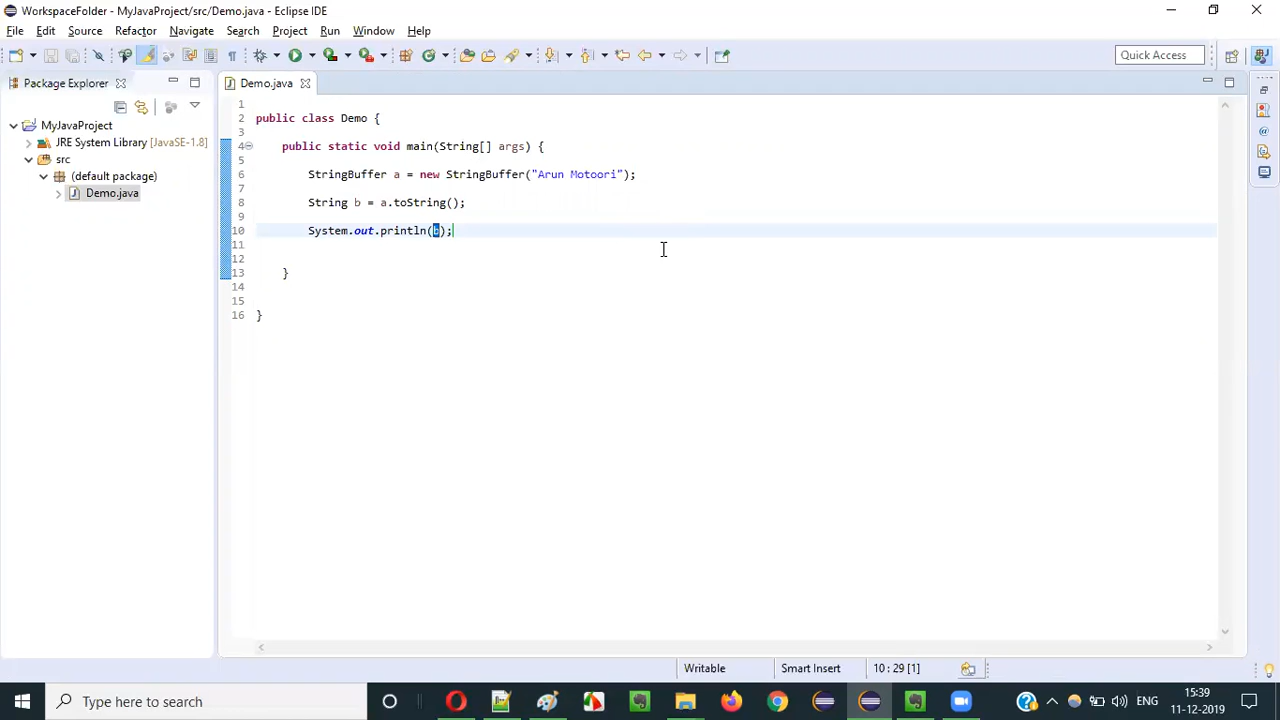 WorkspaceFolder - MyJavaProject/src/Demo.java - Eclipse IDE
File Edit Source Refactor Navigate Search Project Run Window Help
Quick Access
Package Explorer
MyJavaProject
JRE System Library [JavaSE-1.8]
src
(default package)
Demo.java
Demo.java
1
2 public class Demo {
3
4 public static void main(String[] args) {
5
6 StringBuffer a = new StringBuffer("Arun Motoori");
7
8 String b = a.toString();
9
10 System.out.println(b);
11
12
13 }
14
15
16 }
Writable Smart Insert 10 : 29 [1]
Type here to search
ENG
15:39
11-12-2019